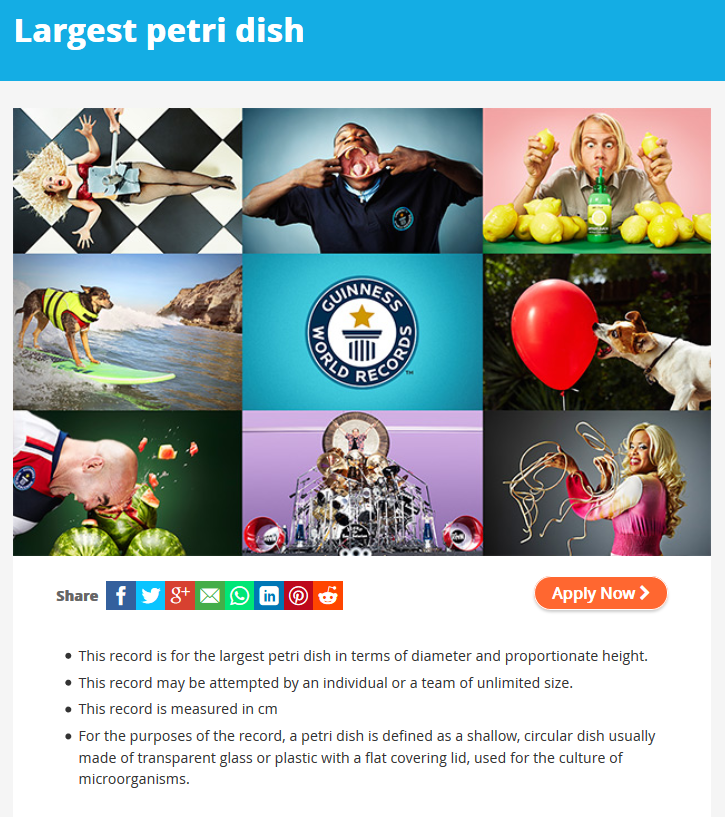 Largest petri dish
GUINNESS
WORLD RECORDS
TM
Share
Apply Now
This record is for the largest petri dish in terms of diameter and proportionate height.
This record may be attempted by an individual or a team of unlimited size.
This record is measured in cm
For the purposes of the record, a petri dish is defined as a shallow, circular dish usually
made of transparent glass or plastic with a flat covering lid, used for the culture of
microorganisms.